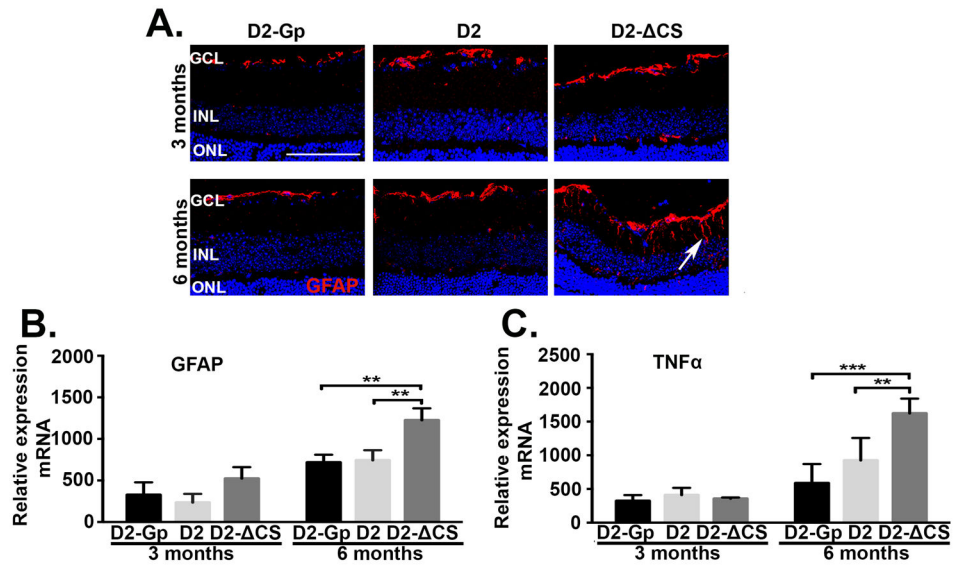 A.
D2-Gp D2 D2-ΔCS
3 months
GCL
INL
ONL
6 months
GCL
INL
ONL
GFAP
B.
GFAP
Relative expression
mRNA
2000
1500
1000
500
0
**
**
D2-Gp D2 D2-ΔCS D2-Gp D2 D2-ΔCS
3 months 6 months
C.
TNFα
Relative expression
mRNA
2500
2000
1500
1000
500
0
***
**
D2-Gp D2 D2-ΔCS D2-Gp D2 D2-ΔCS
3 months 6 months